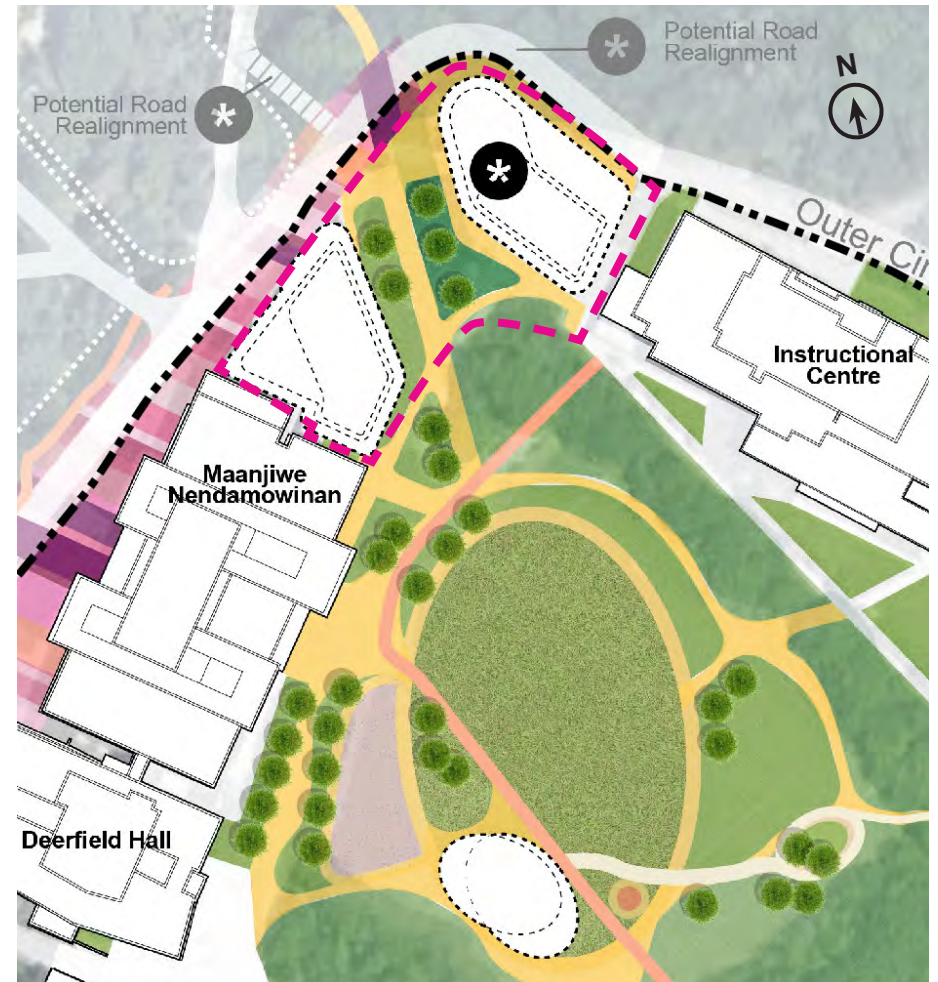 Potential Road
Realignment
*
N
Potential Road
Realignment
*
*
Outer Cir
Instructional
Centre
Maanjiwe
Nendamowinan
Deerfield Hall